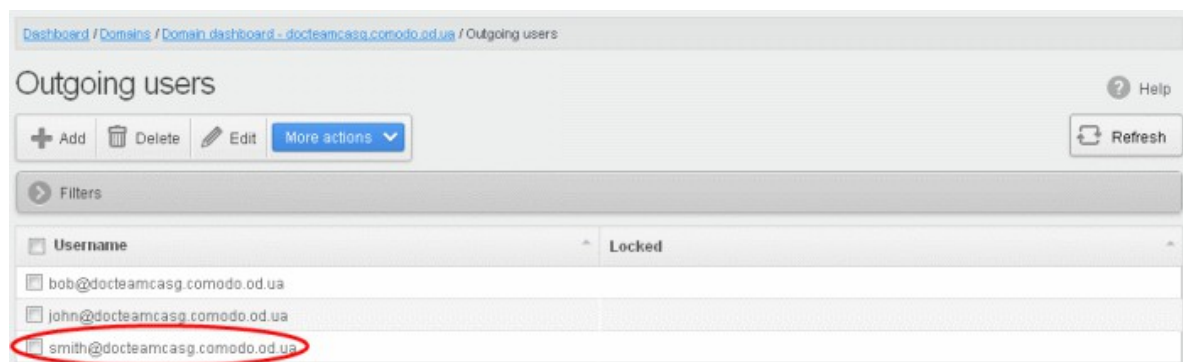 Dashboard / Domains / Domain dashboard - docteamcasg.comodo.od.ua / Outgoing users
Outgoing users
Help
Add Delete Edit More actions
Refresh
Filters
Username Locked
bob@docteamcasg.comodo.od.ua
john@docteamcasg.comodo.od.ua
smith@docteamcasg.comodo.od.ua